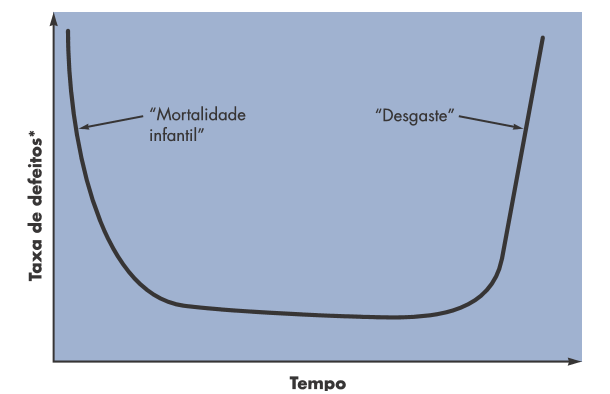 “Mortalidade
infantil”
“Desgaste”
Taxa de defeitos*
Tempo